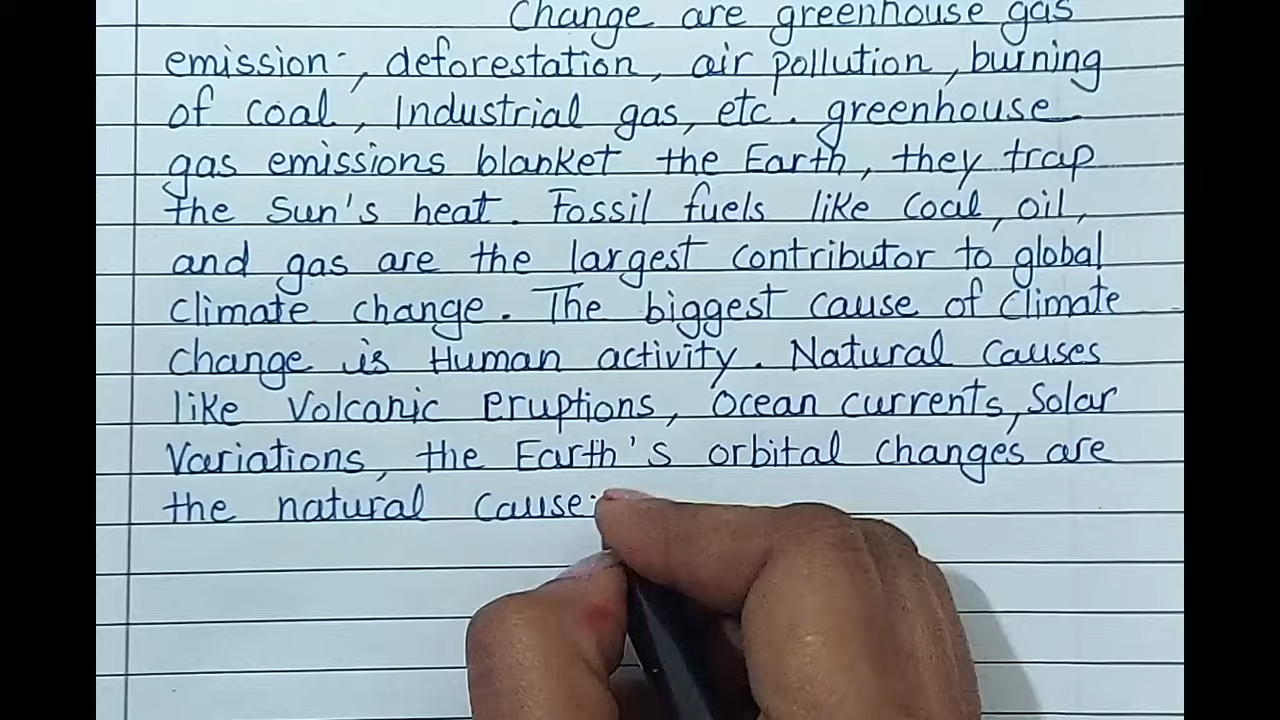 Change are greenhouse gas
emission-, deforestation, air pollution, burning
of coal, Industrial gas, etc. greenhouse
gas emissions blanket the Earth, they trap
the Sun's heat. Fossil fuels like coal, oil,
and gas are the largest contributor to global
climate change. The biggest cause of climate
change is Human activity. Natural causes
like Volcanic eruptions, Ocean currents, Solar
Variations, the Earth's orbital changes are
the natural cause